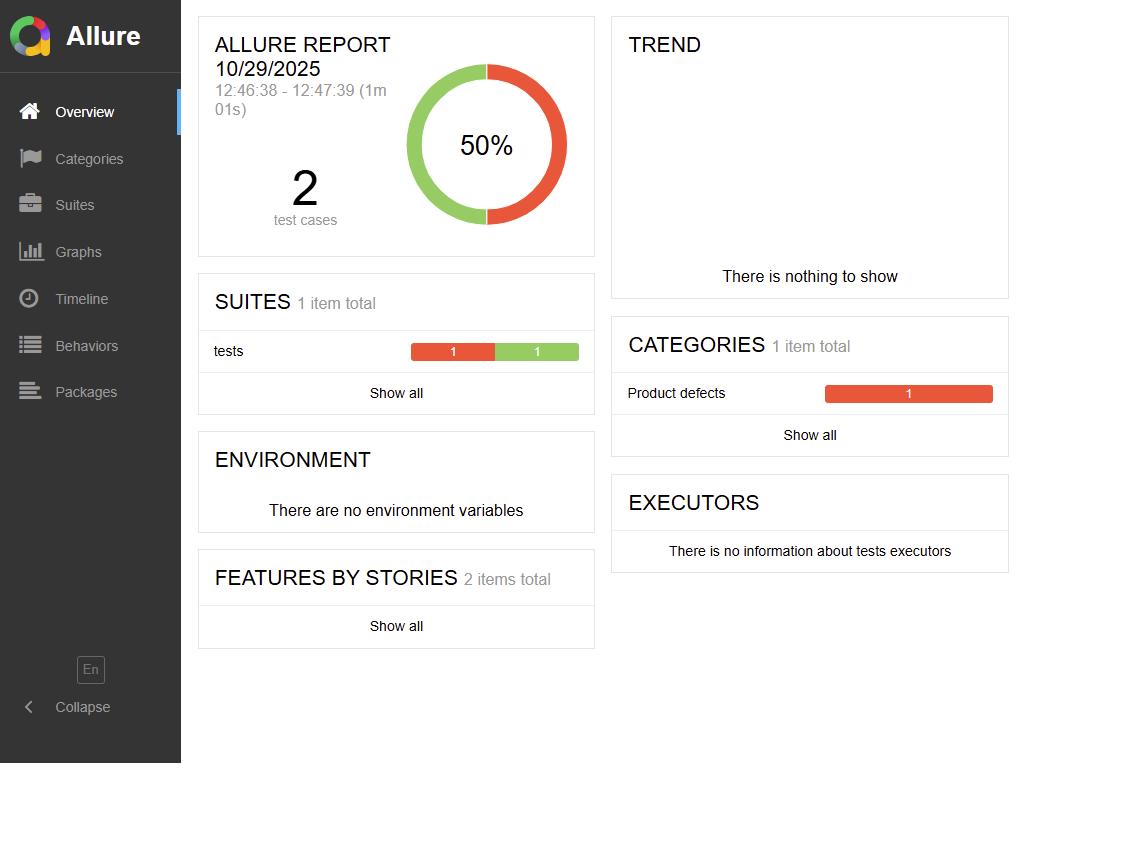 Allure
Overview
Categories
Suites
Graphs
Timeline
Behaviors
Packages
En
Collapse
ALLURE REPORT
10/29/2025
12:46:38 - 12:47:39 (1m
01s)
2
test cases
50%
SUITES 1 item total
tests 1 1
Show all
ENVIRONMENT
There are no environment variables
FEATURES BY STORIES 2 items total
Show all
TREND
There is nothing to show
CATEGORIES 1 item total
Product defects 1
Show all
EXECUTORS
There is no information about tests executors